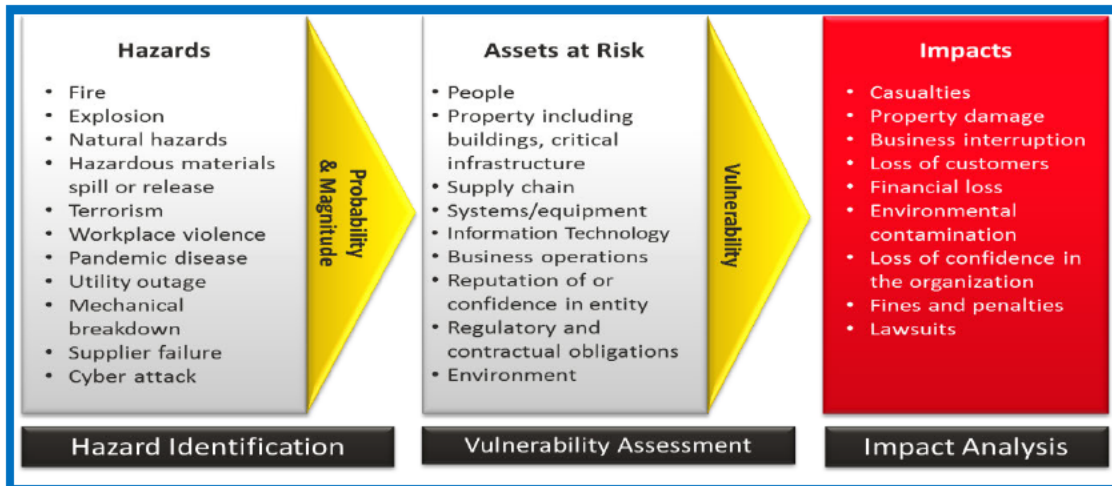 Hazards
• Fire
• Explosion
• Natural hazards
• Hazardous materials
spill or release
• Terrorism
• Workplace violence
• Pandemic disease
• Utility outage
• Mechanical
breakdown
• Supplier failure
• Cyber attack
Probability
& Magnitude
Hazard Identification
Assets at Risk
• People
• Property including
buildings, critical
infrastructure
• Supply chain
• Systems/equipment
• Information Technology
• Business operations
• Reputation of or
confidence in entity
• Regulatory and
contractual obligations
• Environment
Vulnerability
Vulnerability Assessment
Impacts
• Casualties
• Property damage
• Business interruption
• Loss of customers
• Financial loss
• Environmental
contamination
• Loss of confidence in
the organization
• Fines and penalties
• Lawsuits
Impact Analysis